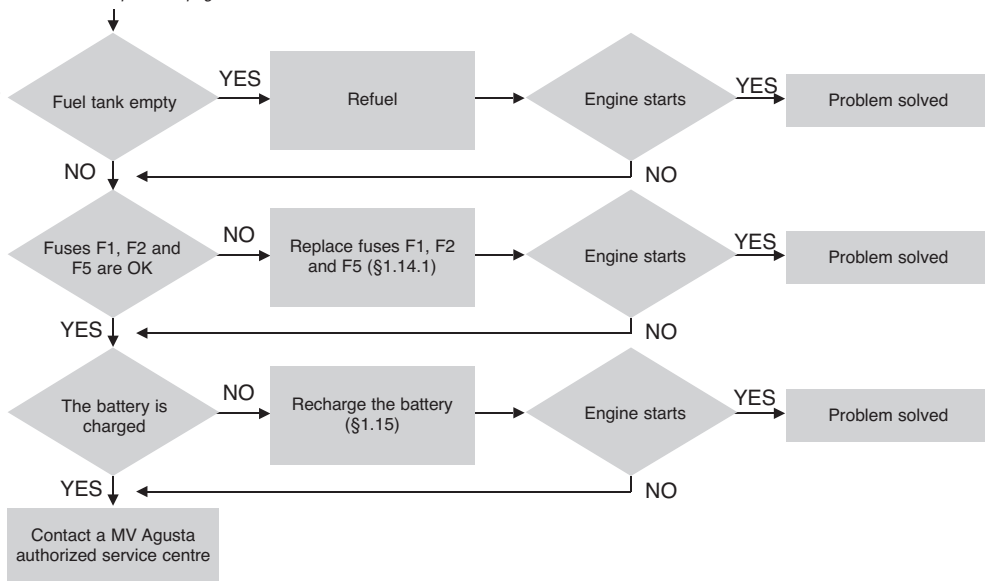 Fuel tank empty
YES
Refuel
Engine starts
YES
Problem solved
NO
NO
Fuses F1, F2 and
F5 are OK
NO
Replace fuses F1, F2
and F5 (§1.14.1)
Engine starts
YES
Problem solved
YES
NO
The battery is
charged
NO
Recharge the battery
(§1.15)
Engine starts
YES
Problem solved
YES
NO
Contact a MV Agusta
authorized service centre